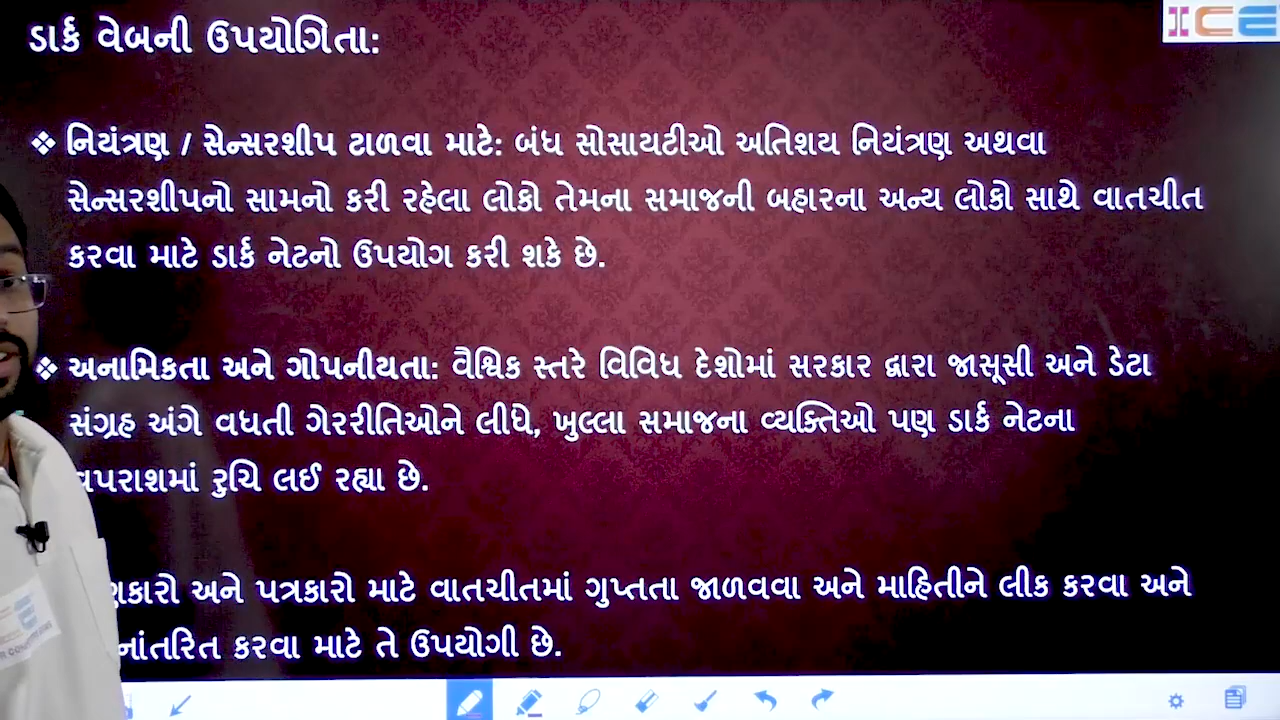 ડાર્ક વેબની ઉપયોગિતા:
ICE
❖ નિયંત્રણ / સેન્સરશીપ ટાળવા માટે: બંધ સોસાયટીઓ અતિશય નિયંત્રણ અથવા
સેન્સરશીપનો સામનો કરી રહેલા લોકો તેમના સમાજની બહારના અન્ય લોકો સાથે વાતચીત
કરવા માટે ડાર્ક નેટનો ઉપયોગ કરી શકે છે.
❖ અનામિકતા અને ગોપનીયતા: વૈશ્વિક સ્તરે વિવિધ દેશોમાં સરકાર દ્વારા જાસૂસી અને ડેટા
સંગ્રહ અંગે વધતી ગેરરીતિઓને લીધે, ખુલ્લા સમાજના વ્યક્તિઓ પણ ડાર્ક નેટના
વપરાશમાં રુચિ લઈ રહ્યા છે.
અને પત્રકારો માટે વાતચીતમાં ગુપ્તતા જાળવવા અને માહિતીને લીક કરવા અને
કરવા માટે તે ઉપયોગી છે.